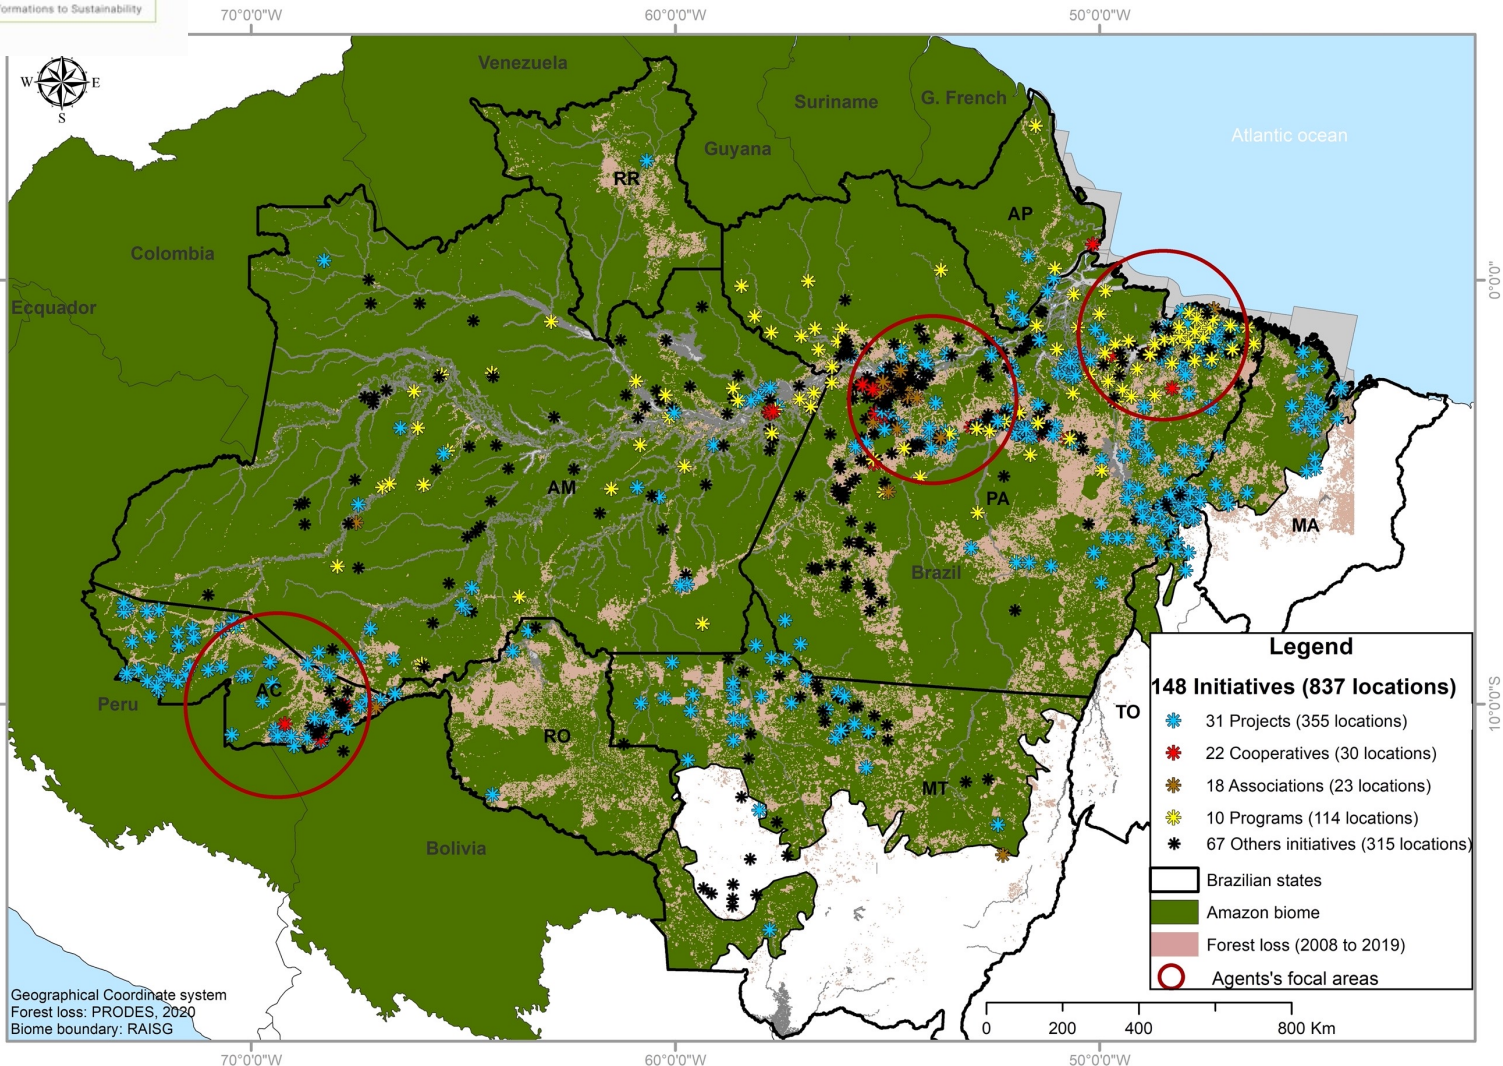 ormations to Sustainability
70°0'0"W 60°0'0"W 50°0'0"W
N
W E
S
Venezuela
Suriname
G. French
Guyana
Atlantic ocean
RR
AP
Colombia
Ecquador
0°0'0"
AM
PA
MA
Brazil
AC
Peru
RO
TO
MT
Bolivia
10°0'0"S
Legend
148 Initiatives (837 locations)
31 Projects (355 locations)
22 Cooperatives (30 locations)
18 Associations (23 locations)
10 Programs (114 locations)
67 Others initiatives (315 locations)
Brazilian states
Amazon biome
Forest loss (2008 to 2019)
Agents's focal areas
Geographical Coordinate system
Forest loss: PRODES, 2020
Biome boundary: RAISG
0 200 400 800 Km
70°0'0"W 60°0'0"W 50°0'0"W